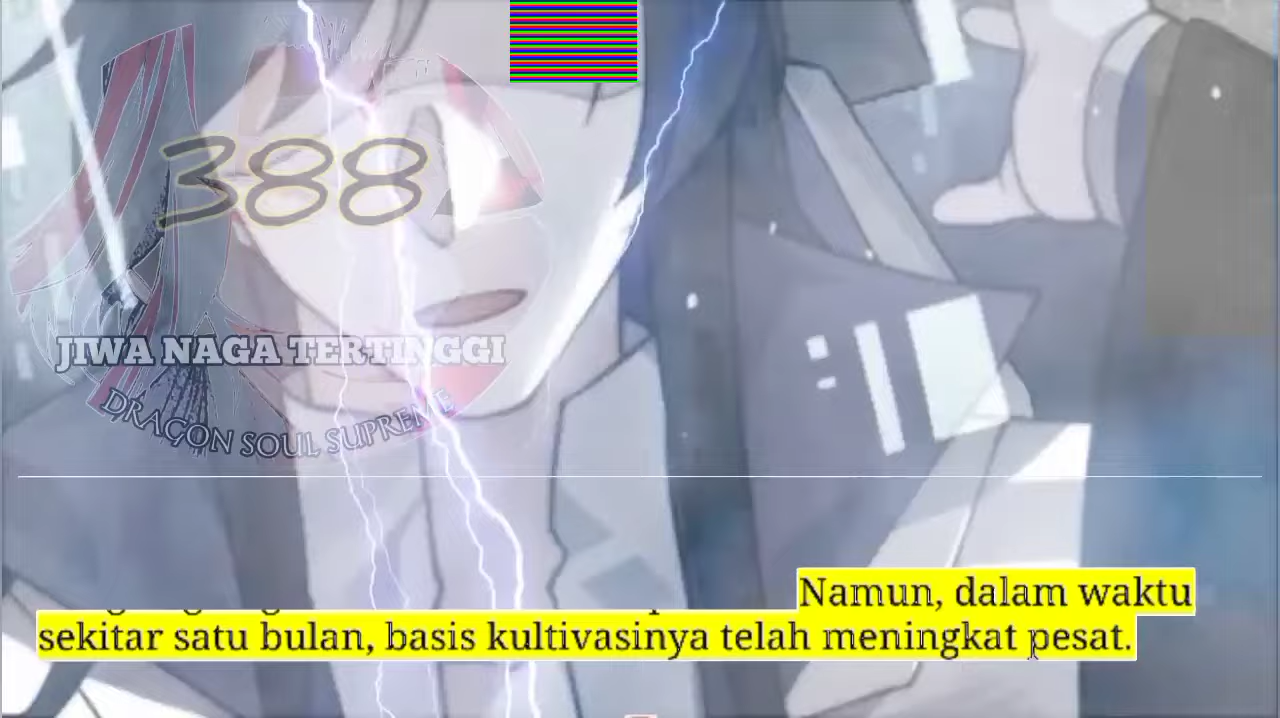 388
JIWA NAGA TERTINGGI
DRAGON SOUL SUPREME
Namun, dalam waktu
sekitar satu bulan, basis kultivasinya telah meningkat pesat.